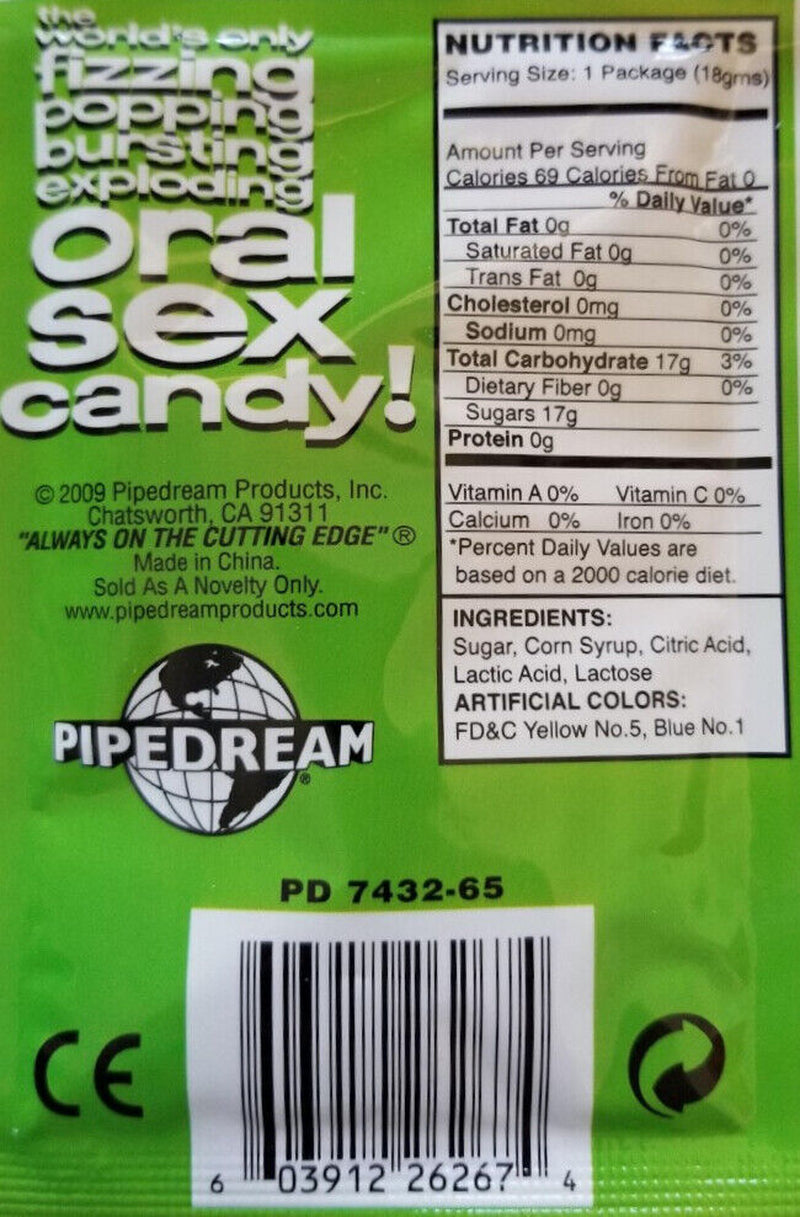 the
world's only
fizzing
popping
bursting
exploding
oral
sex
candy!
© 2009 Pipedream Products, Inc.
Chatsworth, CA 91311
"ALWAYS ON THE CUTTING EDGE"®
Made in China.
Sold As A Novelty Only.
www.pipedreamproducts.com
PIPEDREAM®
NUTRITION FACTS
Serving Size: 1 Package (18gms)
Amount Per Serving
Calories 69 Calories From Fat 0
% Daily Value*
Total Fat 0g 0%
Saturated Fat 0g 0%
Trans Fat 0g 0%
Cholesterol 0mg 0%
Sodium 0mg 0%
Total Carbohydrate 17g 3%
Dietary Fiber 0g 0%
Sugars 17g
Protein 0g
Vitamin A 0% Vitamin C 0%
Calcium 0% Iron 0%
*Percent Daily Values are
based on a 2000 calorie diet.
INGREDIENTS:
Sugar, Corn Syrup, Citric Acid,
Lactic Acid, Lactose
ARTIFICIAL COLORS:
FD&C Yellow No.5, Blue No.1
PD 7432-65
CE
6 03912 26267 4